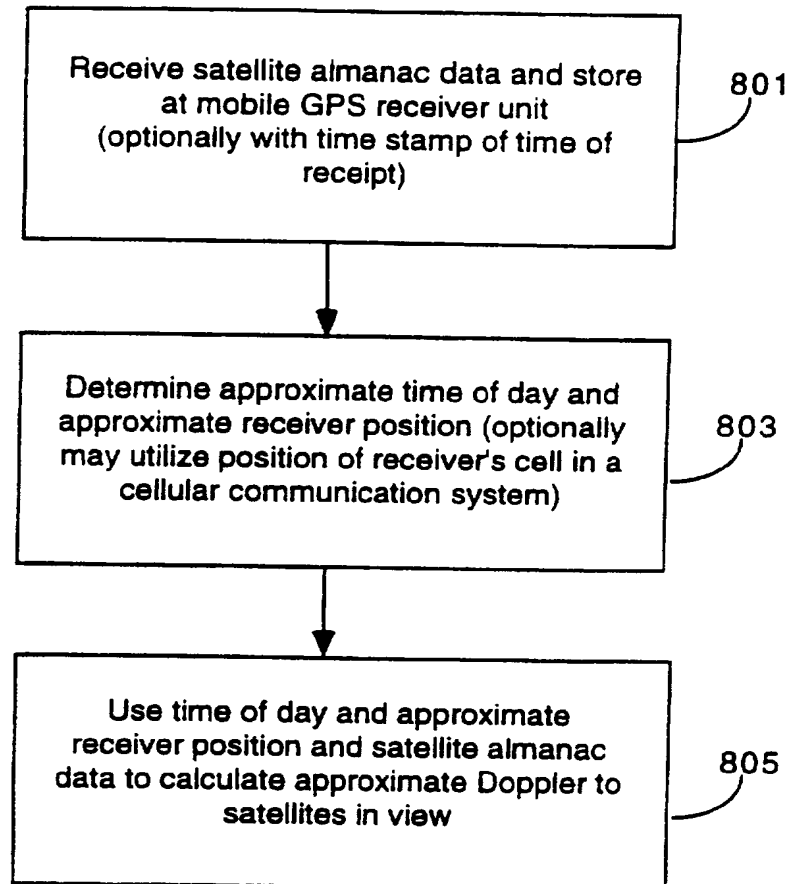 Receive satellite almanac data and store
at mobile GPS receiver unit
(optionally with time stamp of time of
receipt)
801
Determine approximate time of day and
approximate receiver position (optionally
may utilize position of receiver's cell in a
cellular communication system)
803
Use time of day and approximate
receiver position and satellite almanac
data to calculate approximate Doppler to
satellites in view
805